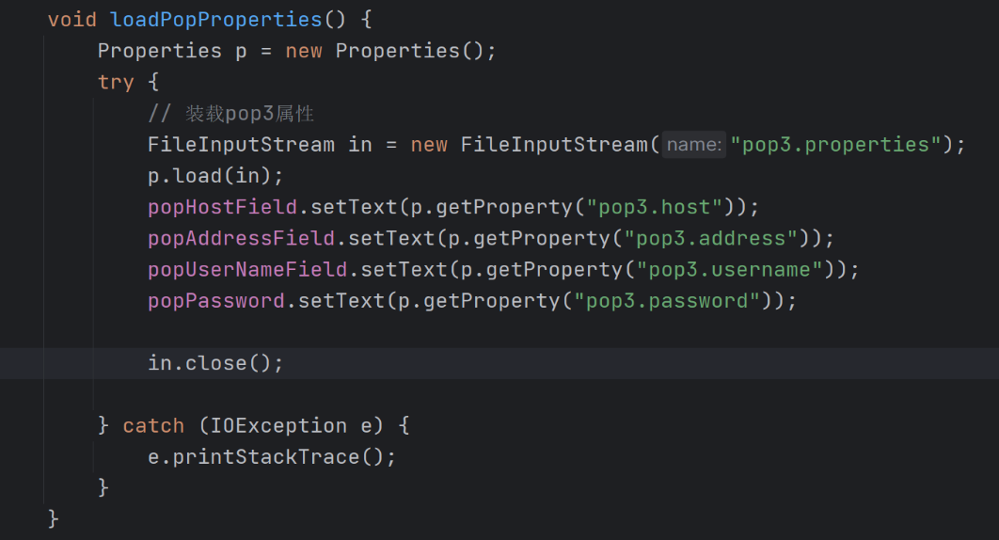 void loadPopProperties() {
Properties p = new Properties();
try {
// 装载pop3属性
FileInputStream in = new FileInputStream( name: "pop3.properties");
p.load(in);
popHostField.setText(p.getProperty("pop3.host"));
popAddressField.setText(p.getProperty("pop3.address"));
popUserNameField.setText(p.getProperty("pop3.username"));
popPassword.setText(p.getProperty("pop3.password"));
in.close();
} catch (IOException e) {
e.printStackTrace();
}
}